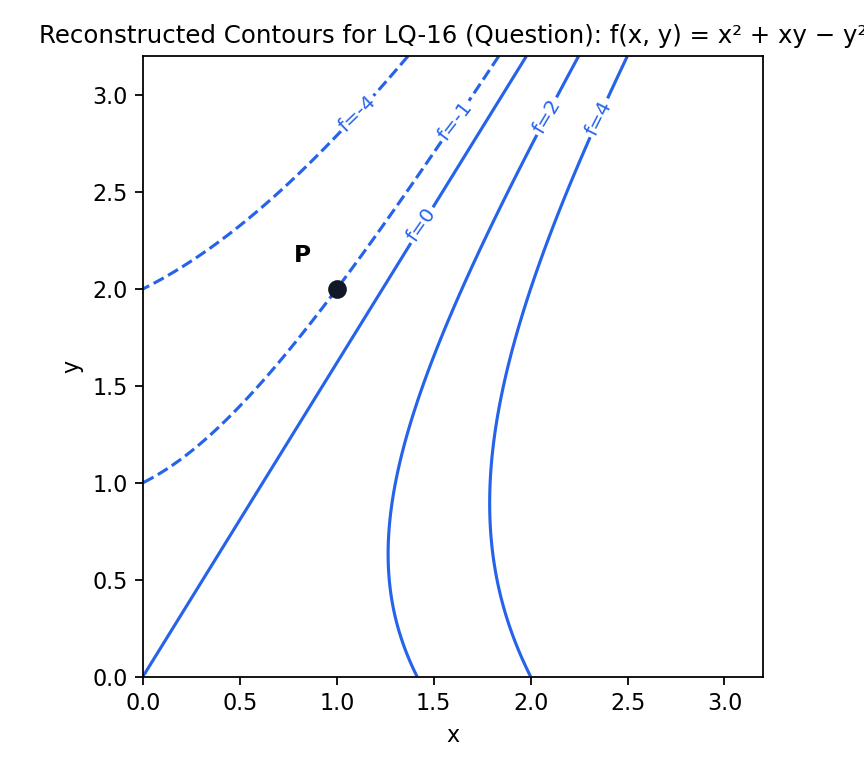 Reconstructed Contours for LQ-16 (Question): f(x, y) = x² + xy − y²
3.0
2.5
2.0
1.5
1.0
0.5
0.0
y
f=-4
f=-1
f=0
f=2
f=4
P
0.0 0.5 1.0 1.5 2.0 2.5 3.0
x